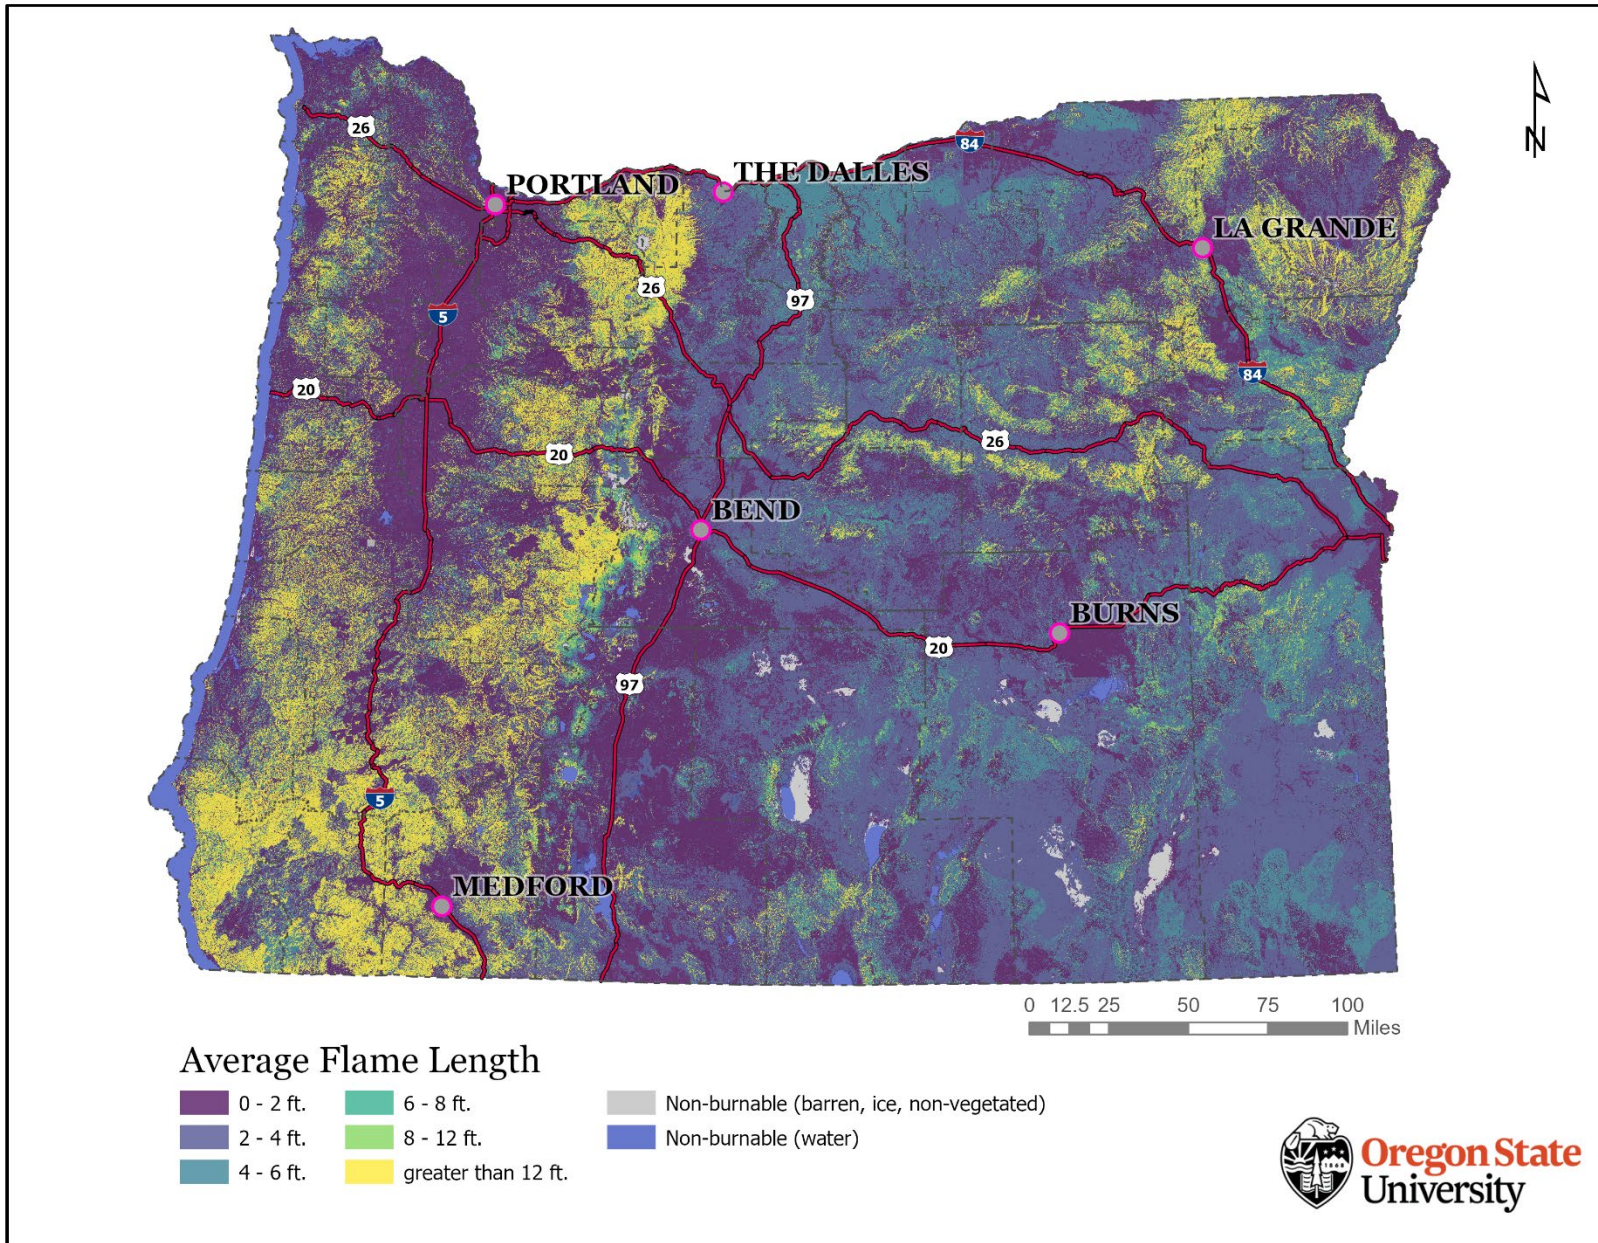 26
84
N
THE DALLES
PORTLAND
LA GRANDE
26
97
5
84
20
26
20
BEND
BURNS
20
97
5
MEDFORD
0 12.5 25 50 75 100
Miles
Average Flame Length
0 - 2 ft.
6 - 8 ft.
Non-burnable (barren, ice, non-vegetated)
2 - 4 ft.
8 - 12 ft.
Non-burnable (water)
4 - 6 ft.
greater than 12 ft.
1868
Oregon State
University